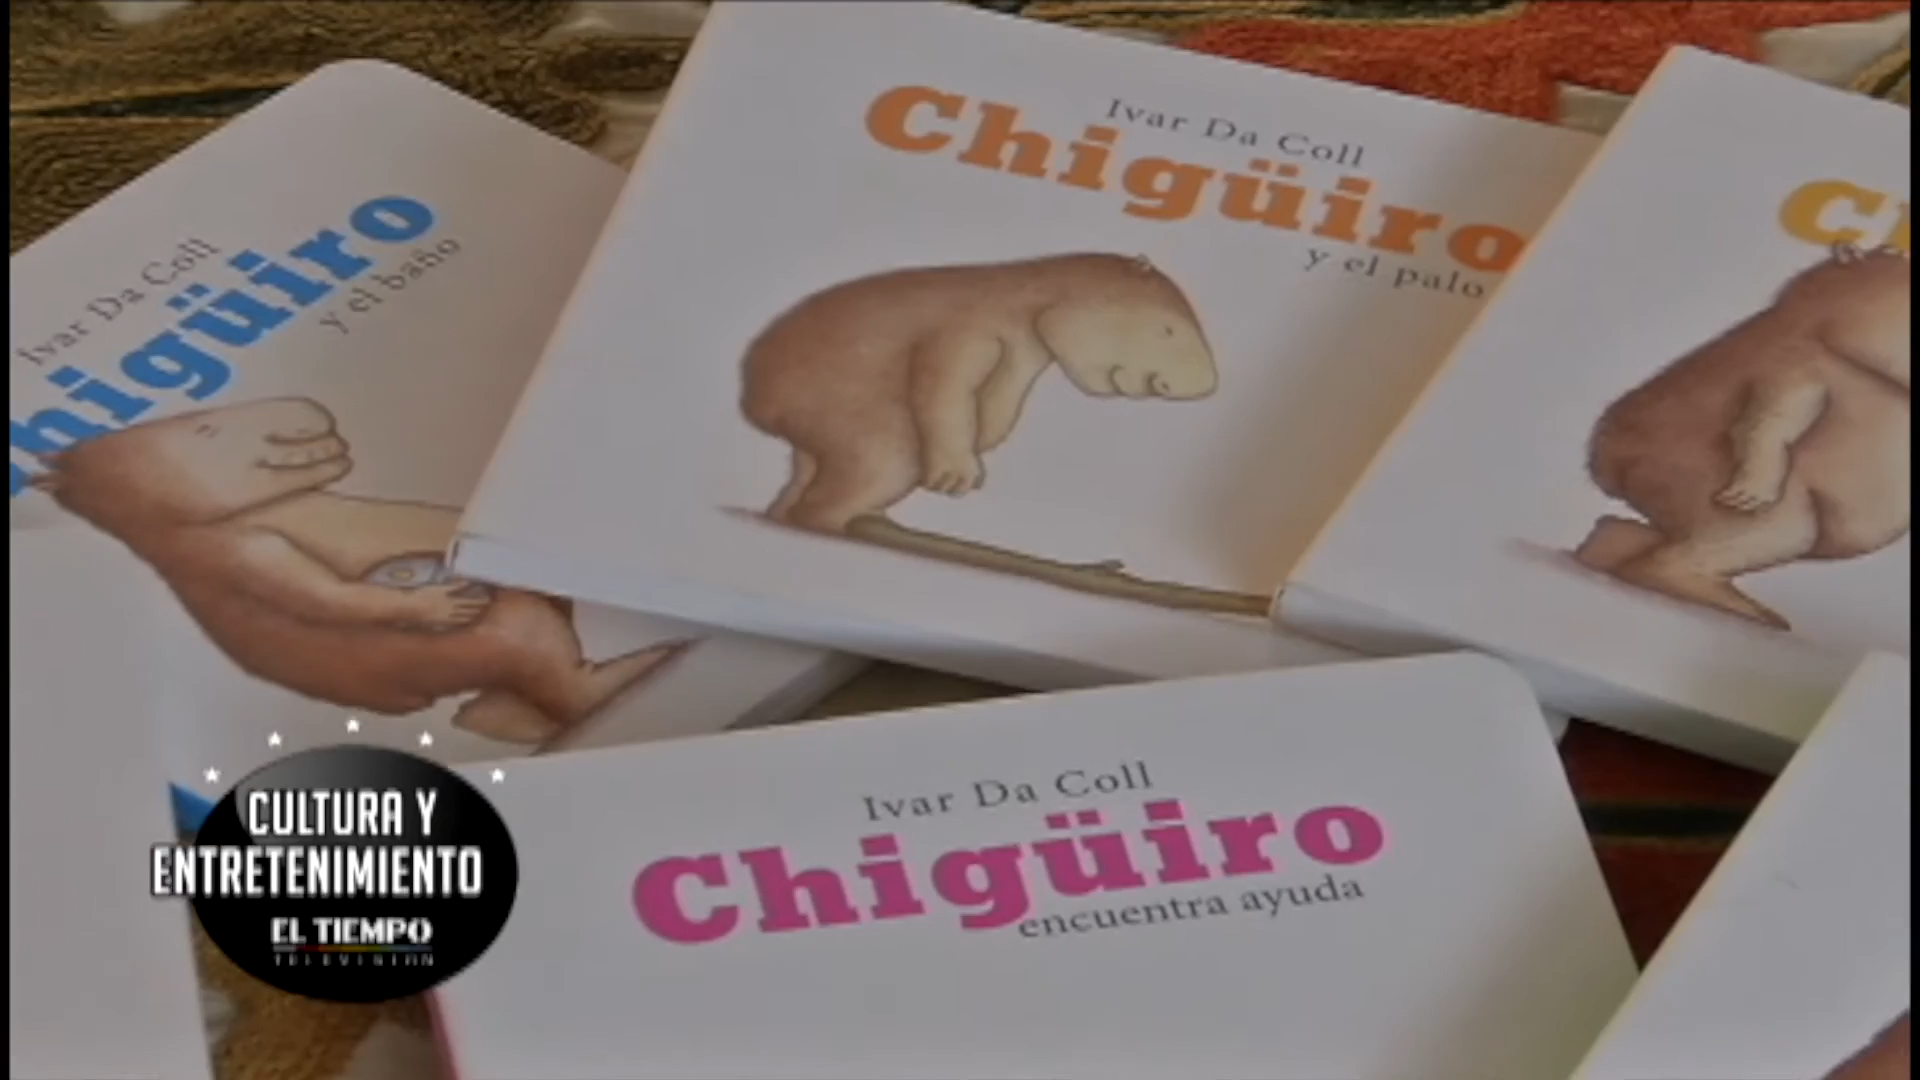 Ivar Da Coll
Chigüiro
y el baño
Ivar Da Coll
Chigüiro
y el palo
Ivar Da Coll
Chigüiro
encuentra ayuda
CULTURA Y
ENTRETENIMIENTO
EL TIEMPO
TELEVISIÓN